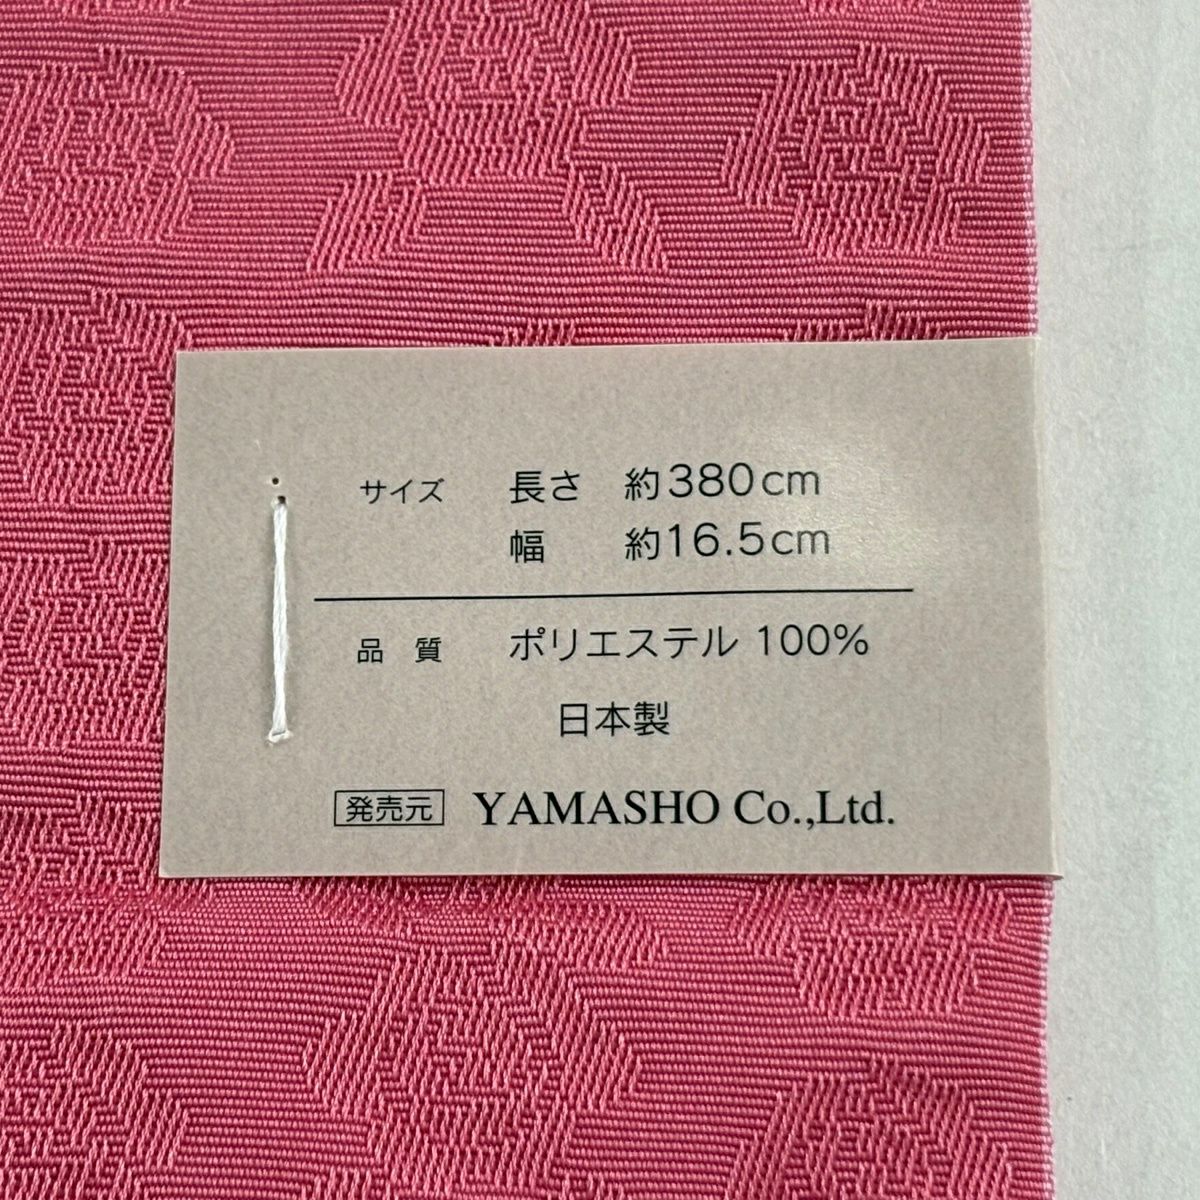 サイズ 長さ 約380cm
幅 約16.5cm
品質 ポリエステル 100%
日本製
発売元 YAMASHO Co.,Ltd.